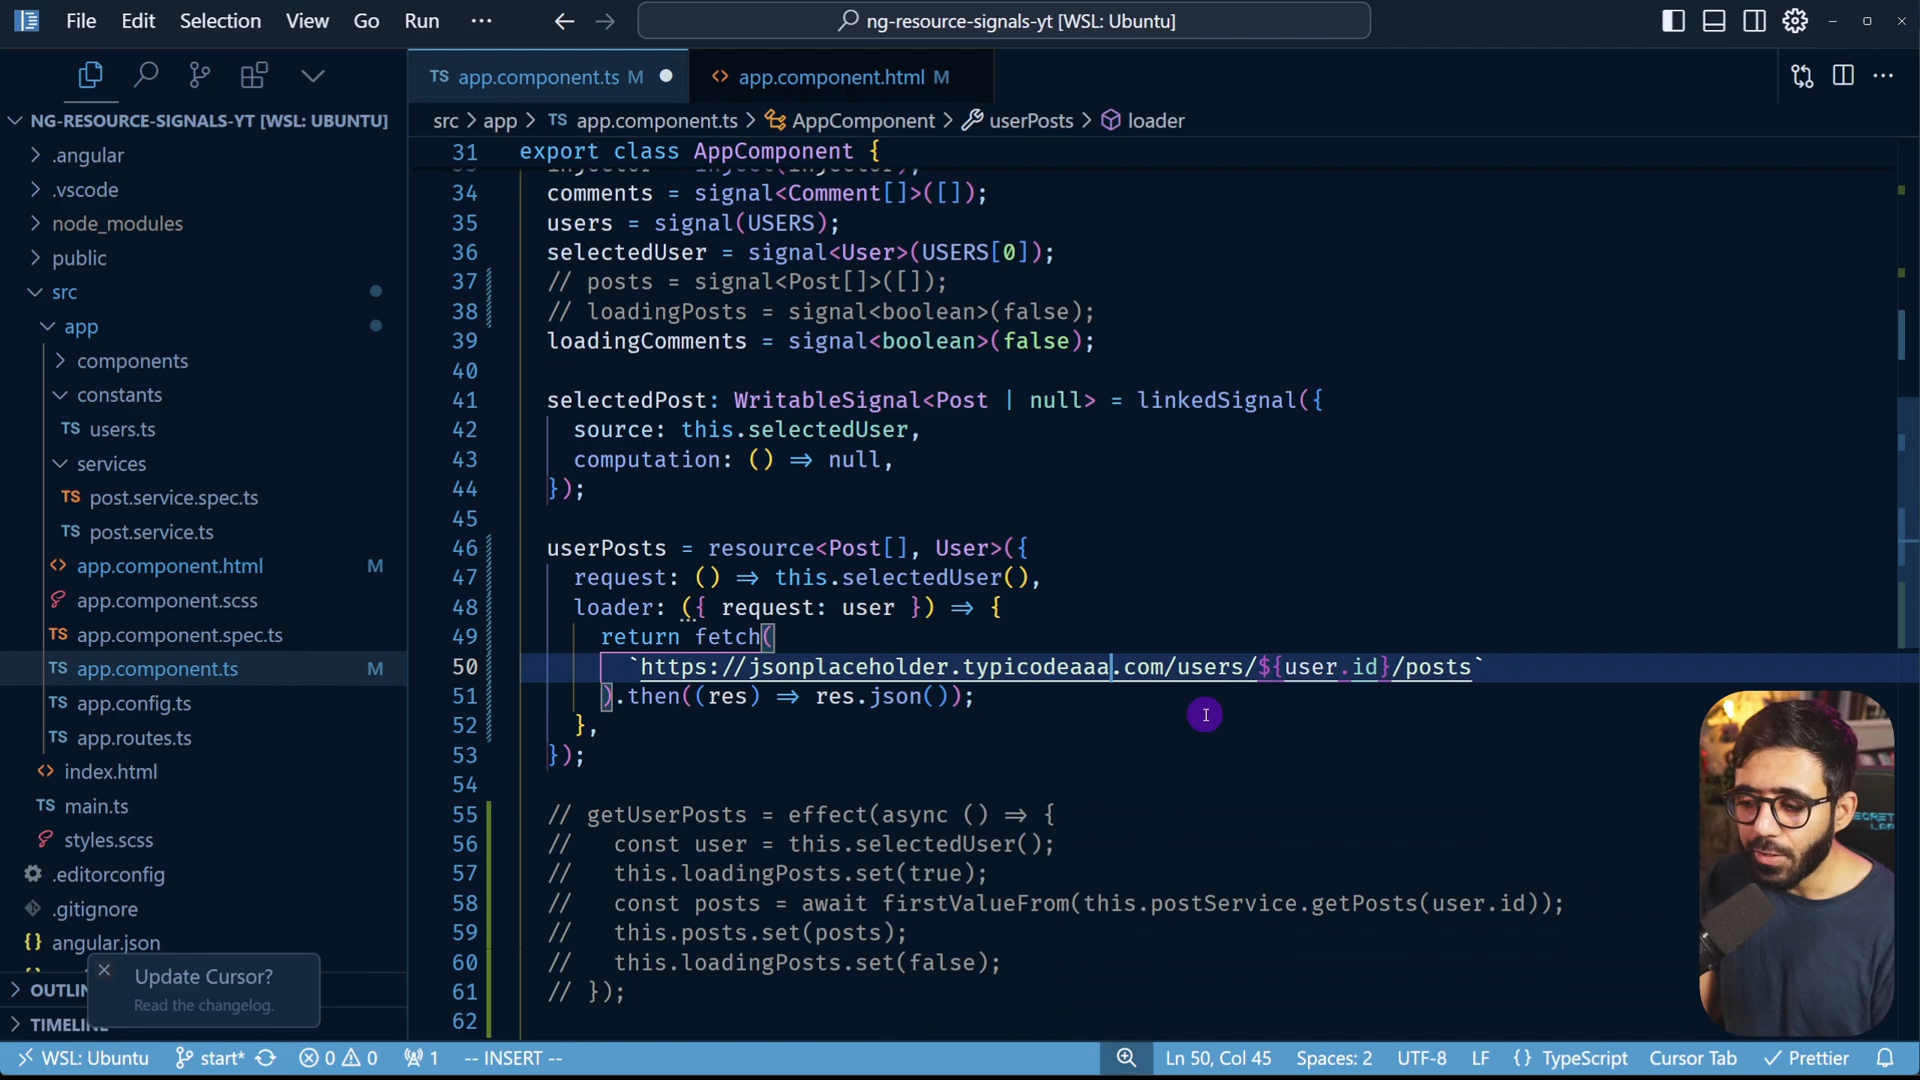 File Edit Selection View Go Run ···
ng-resource-signals-yt [WSL: Ubuntu]
TS app.component.ts M
<> app.component.html M
src > app > TS app.component.ts > AppComponent > userPosts > loader
NG-RESOURCE-SIGNALS-YT [WSL: UBUNTU]
.angular
.vscode
node_modules
public
src
app
components
constants
TS users.ts
services
TS post.service.spec.ts
TS post.service.ts
<> app.component.html M
app.component.scss
TS app.component.spec.ts
TS app.component.ts M
TS app.config.ts
TS app.routes.ts
<> index.html
TS main.ts
styles.scss
.editorconfig
.gitignore
{} angular.json
OUTLIN
TIMELINE
Update Cursor?
Read the changelog.
31 export class AppComponent {
34 comments = signal<Comment[]>([]);
35 users = signal(USERS);
36 selectedUser = signal<User>(USERS[0]);
37 // posts = signal<Post[]>([]);
38 // loadingPosts = signal<boolean>(false);
39 loadingComments = signal<boolean>(false);
40
41 selectedPost: WritableSignal<Post | null> = linkedSignal({
42 source: this.selectedUser,
43 computation: () => null,
44 });
45
46 userPosts = resource<Post[], User>({
47 request: () => this.selectedUser(),
48 loader: ({ request: user }) => {
49 return fetch(
50 `https://jsonplaceholder.typicodeaaa.com/users/${user.id}/posts`
51 ).then((res) => res.json());
52 },
53 });
54
55 // getUserPosts = effect(async () => {
56 // const user = this.selectedUser();
57 // this.loadingPosts.set(true);
58 // const posts = await firstValueFrom(this.postService.getPosts(user.id));
59 // this.posts.set(posts);
60 // this.loadingPosts.set(false);
61 // });
62
WSL: Ubuntu start* 0 0 1 -- INSERT -- Ln 50, Col 45 Spaces: 2 UTF-8 LF {} TypeScript Cursor Tab Prettier